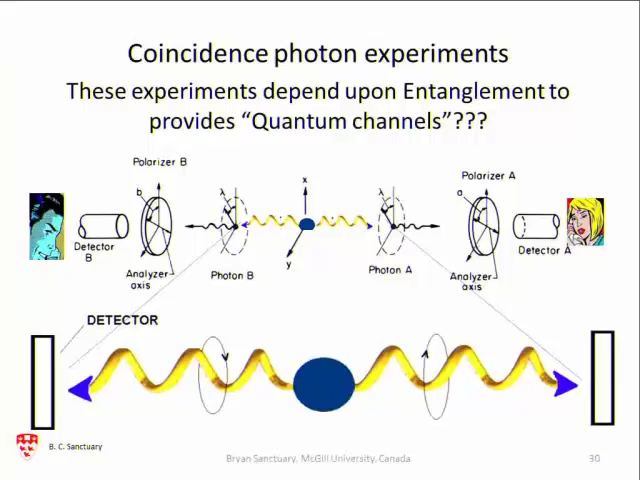 Coincidence photon experiments
These experiments depend upon Entanglement to
provides “Quantum channels”???
Polarizer B
Polarizer A
x
b
λ
λ
a
Detector
B
Detector A
y
Analyzer
axis
Photon B
Photon A
Analyzer
axis
DETECTOR
B. C. Sanctuary
Bryan Sanctuary, McGill University, Canada
30